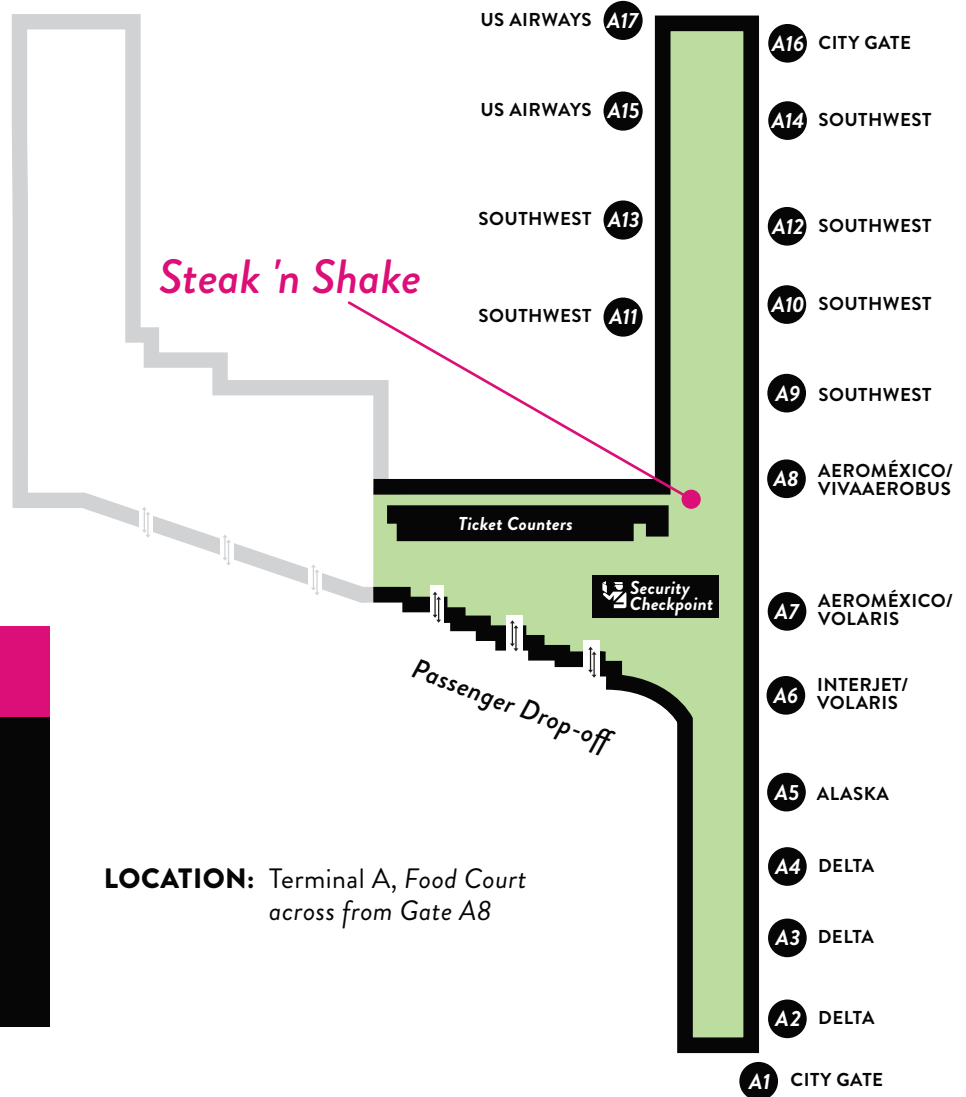 US AIRWAYS A17
A16 CITY GATE
US AIRWAYS A15
A14 SOUTHWEST
SOUTHWEST A13
A12 SOUTHWEST
Steak 'n Shake
A10 SOUTHWEST
SOUTHWEST A11
A9 SOUTHWEST
A8 AEROMÉXICO/
VIVAAEROBUS
Ticket Counters
Security
Checkpoint
A7 AEROMÉXICO/
VOLARIS
Passenger Drop-off
A6 INTERJET/
VOLARIS
A5 ALASKA
A4 DELTA
LOCATION: Terminal A, Food Court
across from Gate A8
A3 DELTA
A2 DELTA
A1 CITY GATE